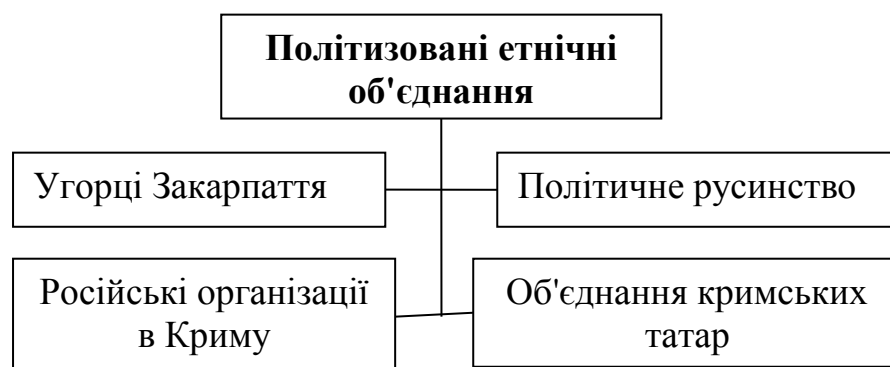 Політизовані етнічні
об'єднання
Угорці Закарпаття
Політичне русинство
Російські організації
в Криму
Об'єднання кримських
татар